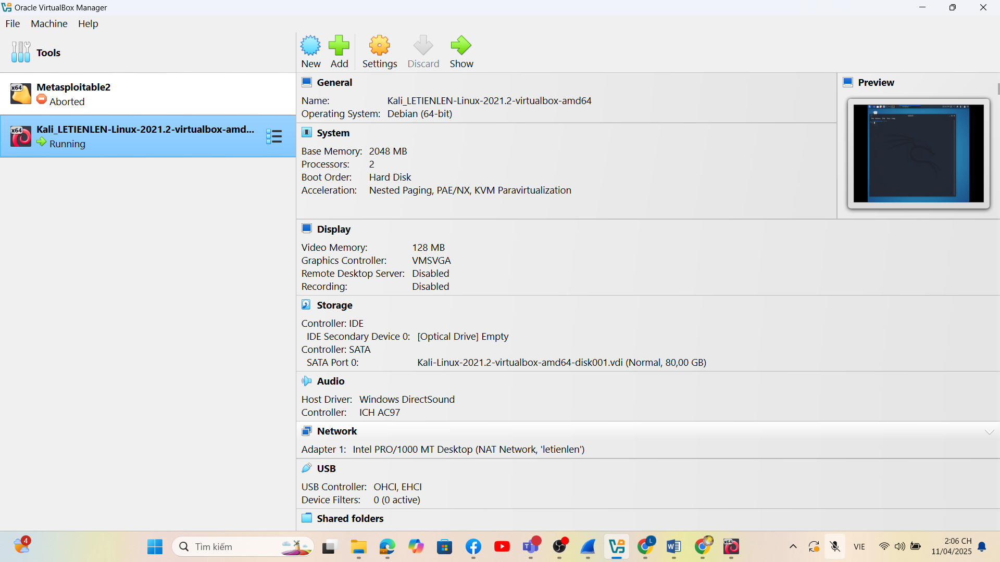 Oracle VirtualBox Manager
File Machine Help
Tools
New Add Settings Discard Show
x64
Metasploitable2
Aborted
x64
Kali_LETIENLEN-Linux-2021.2-virtualbox-amd...
Running
General
Name: Kali_LETIENLEN-Linux-2021.2-virtualbox-amd64
Operating System: Debian (64-bit)
Preview
System
Base Memory: 2048 MB
Processors: 2
Boot Order: Hard Disk
Acceleration: Nested Paging, PAE/NX, KVM Paravirtualization
Display
Video Memory: 128 MB
Graphics Controller: VMSVGA
Remote Desktop Server: Disabled
Recording: Disabled
Storage
Controller: IDE
IDE Secondary Device 0: [Optical Drive] Empty
Controller: SATA
SATA Port 0: Kali-Linux-2021.2-virtualbox-amd64-disk001.vdi (Normal, 80,00 GB)
Audio
Host Driver: Windows DirectSound
Controller: ICH AC97
Network
Adapter 1: Intel PRO/1000 MT Desktop (NAT Network, 'letienlen')
USB
USB Controller: OHCI, EHCI
Device Filters: 0 (0 active)
Shared folders
4
Tìm kiếm
L
x64
VIE
2:06 CH
11/04/2025